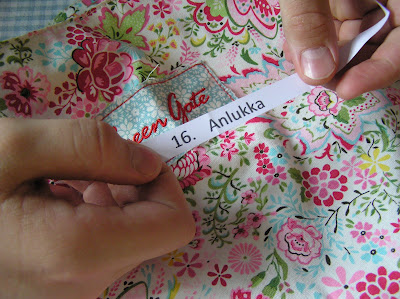 een Gate
16. Anlukka